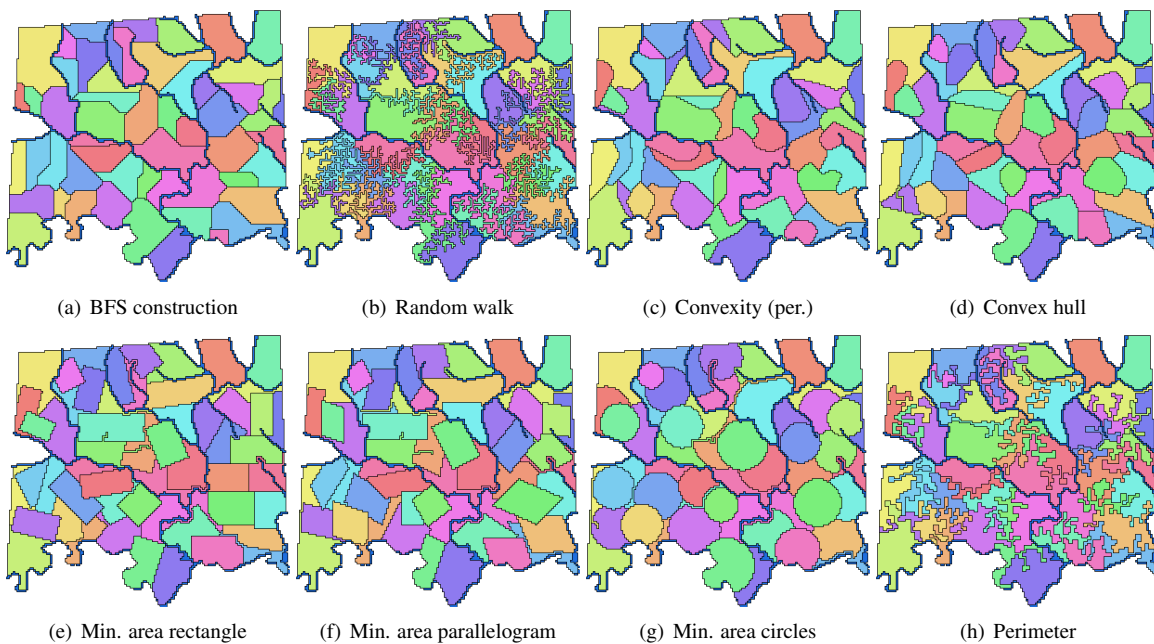 (a) BFS construction
(b) Random walk
(c) Convexity (per.)
(d) Convex hull
(e) Min. area rectangle
(f) Min. area parallelogram
(g) Min. area circles
(h) Perimeter